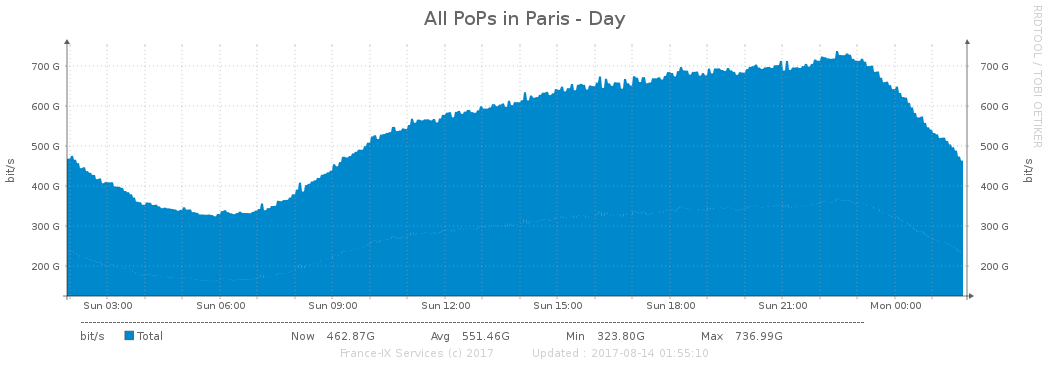 All PoPs in Paris - Day
RRDTOOL / TOBI OETIKER
bit/s
700 G
600 G
500 G
400 G
300 G
200 G
700 G
600 G
500 G
400 G
300 G
200 G
bit/s
Sun 03:00 Sun 06:00 Sun 09:00 Sun 12:00 Sun 15:00 Sun 18:00 Sun 21:00 Mon 00:00
bit/s Total Now 462.87G Avg 551.46G Min 323.80G Max 736.99G
France-IX Services (c) 2017 Updated : 2017-08-14 01:55:10